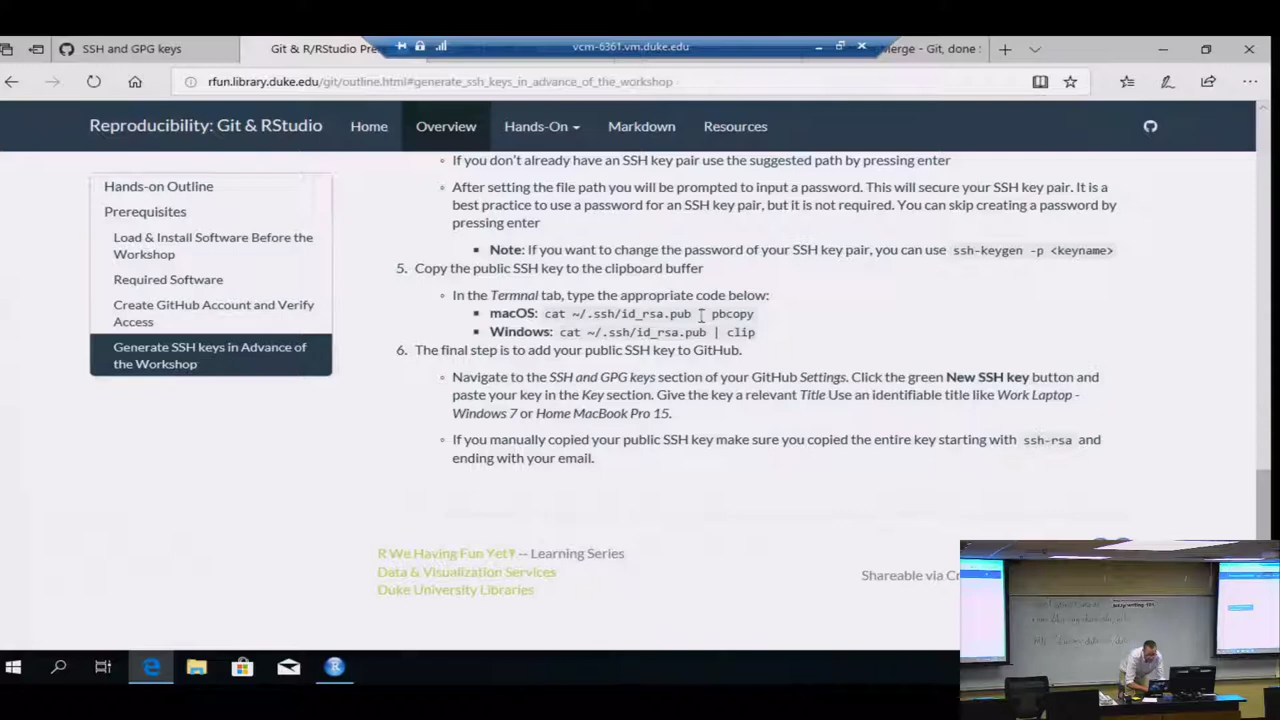 SSH and GPG keys
Git & R/RStudio Pre
vcm-6361.vm.duke.edu
Merge - Git, done
rfun.library.duke.edu/git/outline.html#generate_ssh_keys_in_advance_of_the_workshop
Reproducibility: Git & RStudio
Home
Overview
Hands-On
Markdown
Resources
Hands-on Outline
Prerequisites
Load & Install Software Before the
Workshop
Required Software
Create GitHub Account and Verify
Access
Generate SSH keys in Advance of
the Workshop
◦ If you don't already have an SSH key pair use the suggested path by pressing enter
◦ After setting the file path you will be prompted to input a password. This will secure your SSH key pair. It is a
best practice to use a password for an SSH key pair, but it is not required. You can skip creating a password by
pressing enter
▪ Note: If you want to change the password of your SSH key pair, you can use ssh-keygen -p <keyname>
5. Copy the public SSH key to the clipboard buffer
◦ In the Termnal tab, type the appropriate code below:
▪ macOS: cat ~/.ssh/id_rsa.pub | pbcopy
▪ Windows: cat ~/.ssh/id_rsa.pub | clip
6. The final step is to add your public SSH key to GitHub.
◦ Navigate to the SSH and GPG keys section of your GitHub Settings. Click the green New SSH key button and
paste your key in the Key section. Give the key a relevant Title Use an identifiable title like Work Laptop -
Windows 7 or Home MacBook Pro 15.
◦ If you manually copied your public SSH key make sure you copied the entire key starting with ssh-rsa and
ending with your email.
R We Having Fun Yet‽ -- Learning Series
Data & Visualization Services
Duke University Libraries
Shareable via